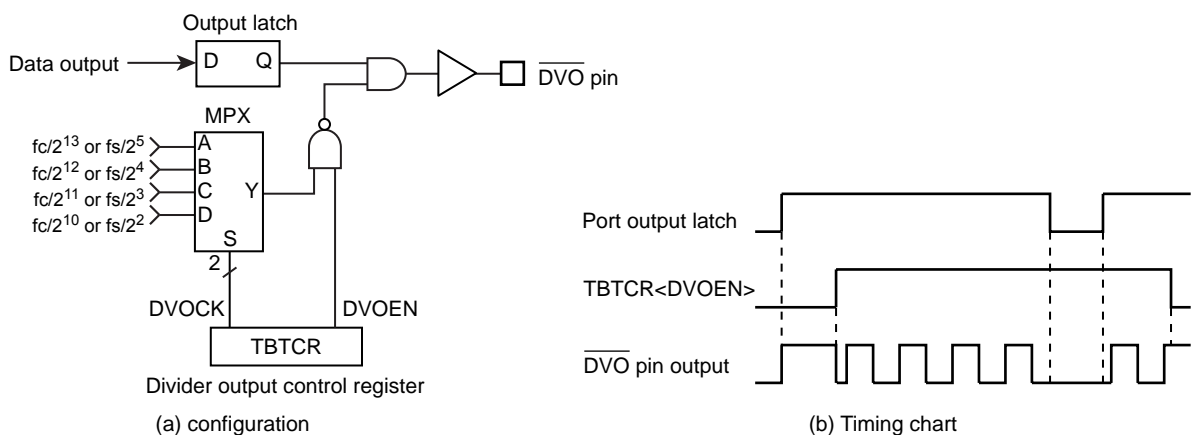 Output latch
Data output
D Q
DVO pin
MPX
fc/2^13 or fs/2^5
A
fc/2^12 or fs/2^4
B
fc/2^11 or fs/2^3
C
fc/2^10 or fs/2^2
D
Y
S
2
DVOCK
DVOEN
TBTCR
Divider output control register
(a) configuration
Port output latch
TBTCR<DVOEN>
DVO pin output
(b) Timing chart